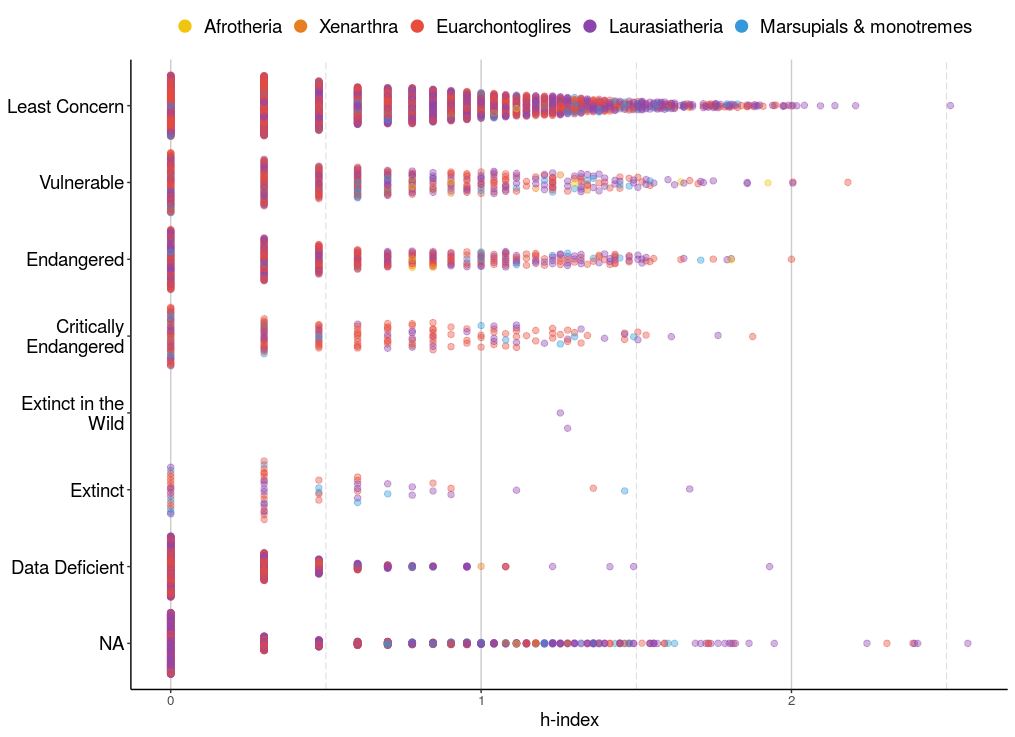 Afrotheria Xenarthra Euarchontoglires Laurasiatheria Marsupials & monotremes
Least Concern
Vulnerable
Endangered
Critically
Endangered
Extinct in the
Wild
Extinct
Data Deficient
NA
0 1 2
h-index